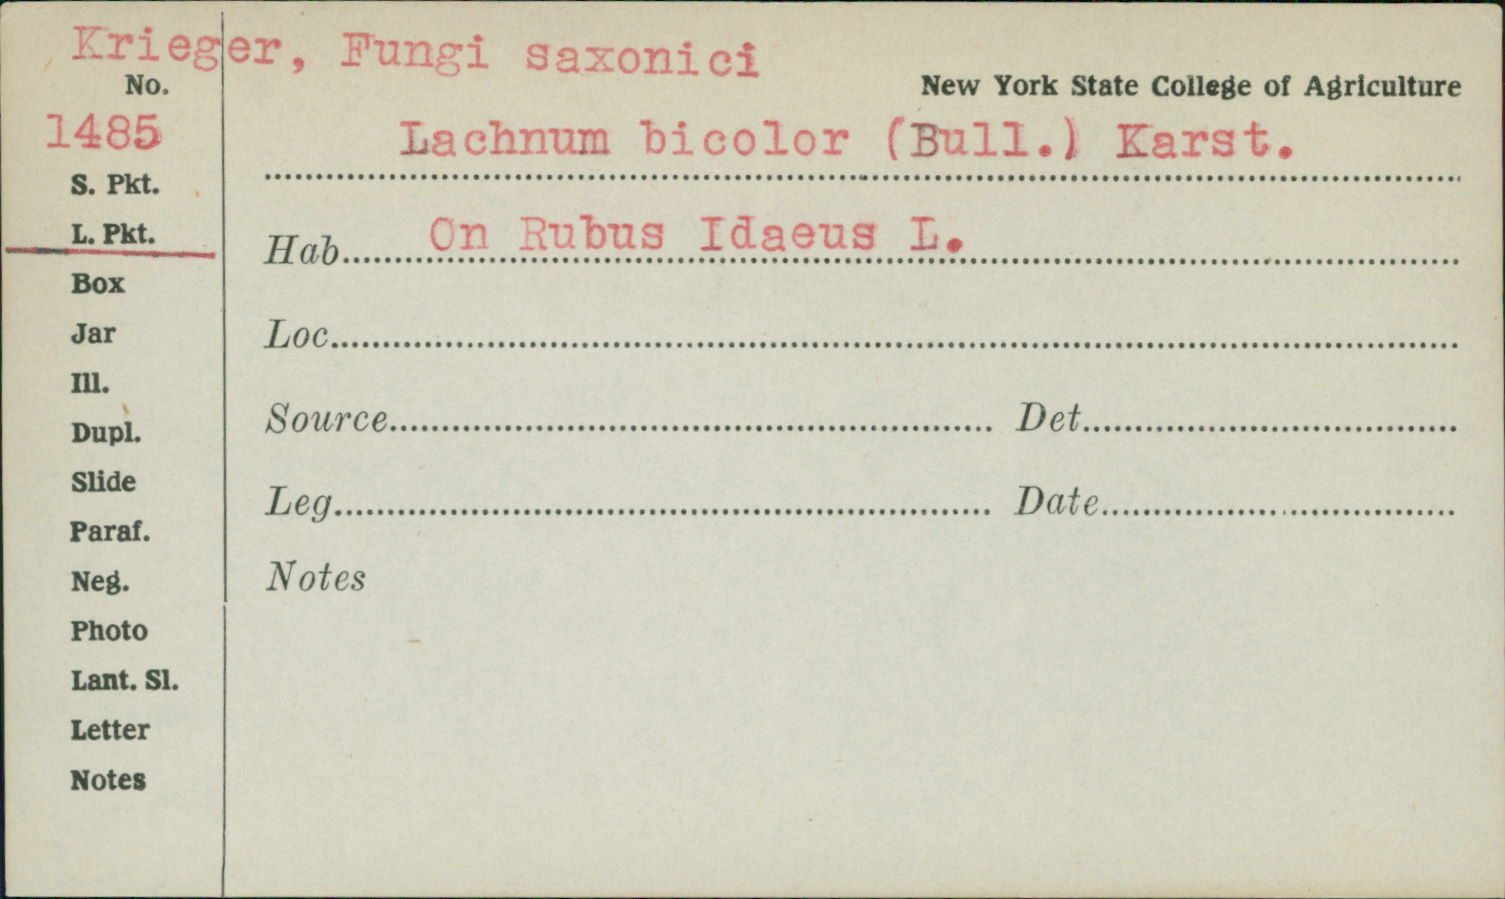 Krieger, Fungi saxonici
No.
New York State College of Agriculture
1485
Lachnum bicolor (Bull.) Karst.
S. Pkt.
L. Pkt.
Hab. On Rubus Idaeus L.
Box
Loc.
Jar
Ill.
Source Det.
Dupl.
Slide
Leg. Date
Paraf.
Notes
Neg.
Photo
Lant. Sl.
Letter
Notes